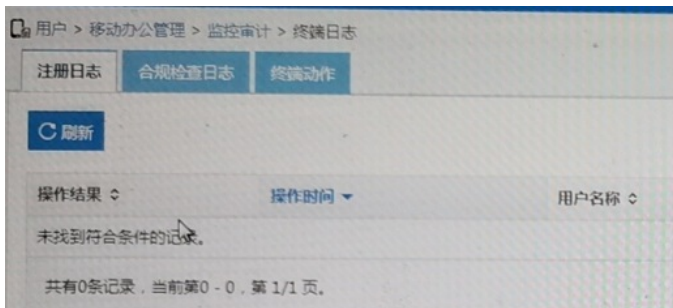 用户 > 移动办公管理 > 监控审计 > 终端日志
注册日志 合规检查日志 终端动作
刷新
操作结果 操作时间 用户名称
未找到符合条件的记录。
共有0条记录，当前第0 - 0，第 1/1 页。